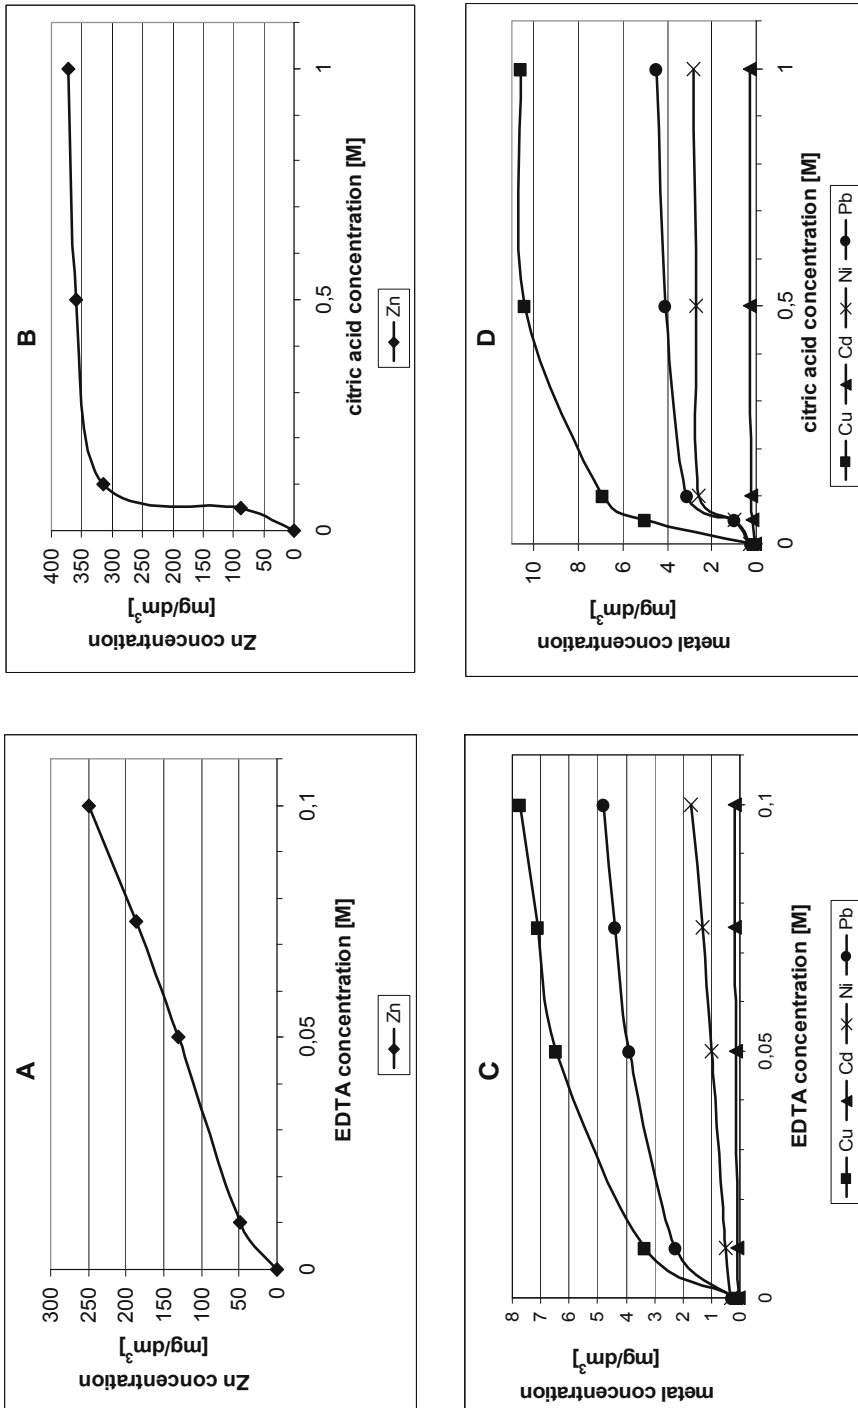 A
Zn concentration
[mg/dm³]
300
250
200
150
100
50
0
0
0,05
0,1
EDTA concentration [M]
Zn
B
Zn concentration
[mg/dm³]
400
350
300
250
200
150
100
50
0
0
0,5
1
citric acid concentration [M]
Zn
C
metal concentration
[mg/dm³]
8
7
6
5
4
3
2
1
0
0
0,05
0,1
EDTA concentration [M]
Cu Cd Ni Pb
D
metal concentration
[mg/dm³]
10
8
6
4
2
0
0
0,5
1
citric acid concentration [M]
Cu Cd Ni Pb